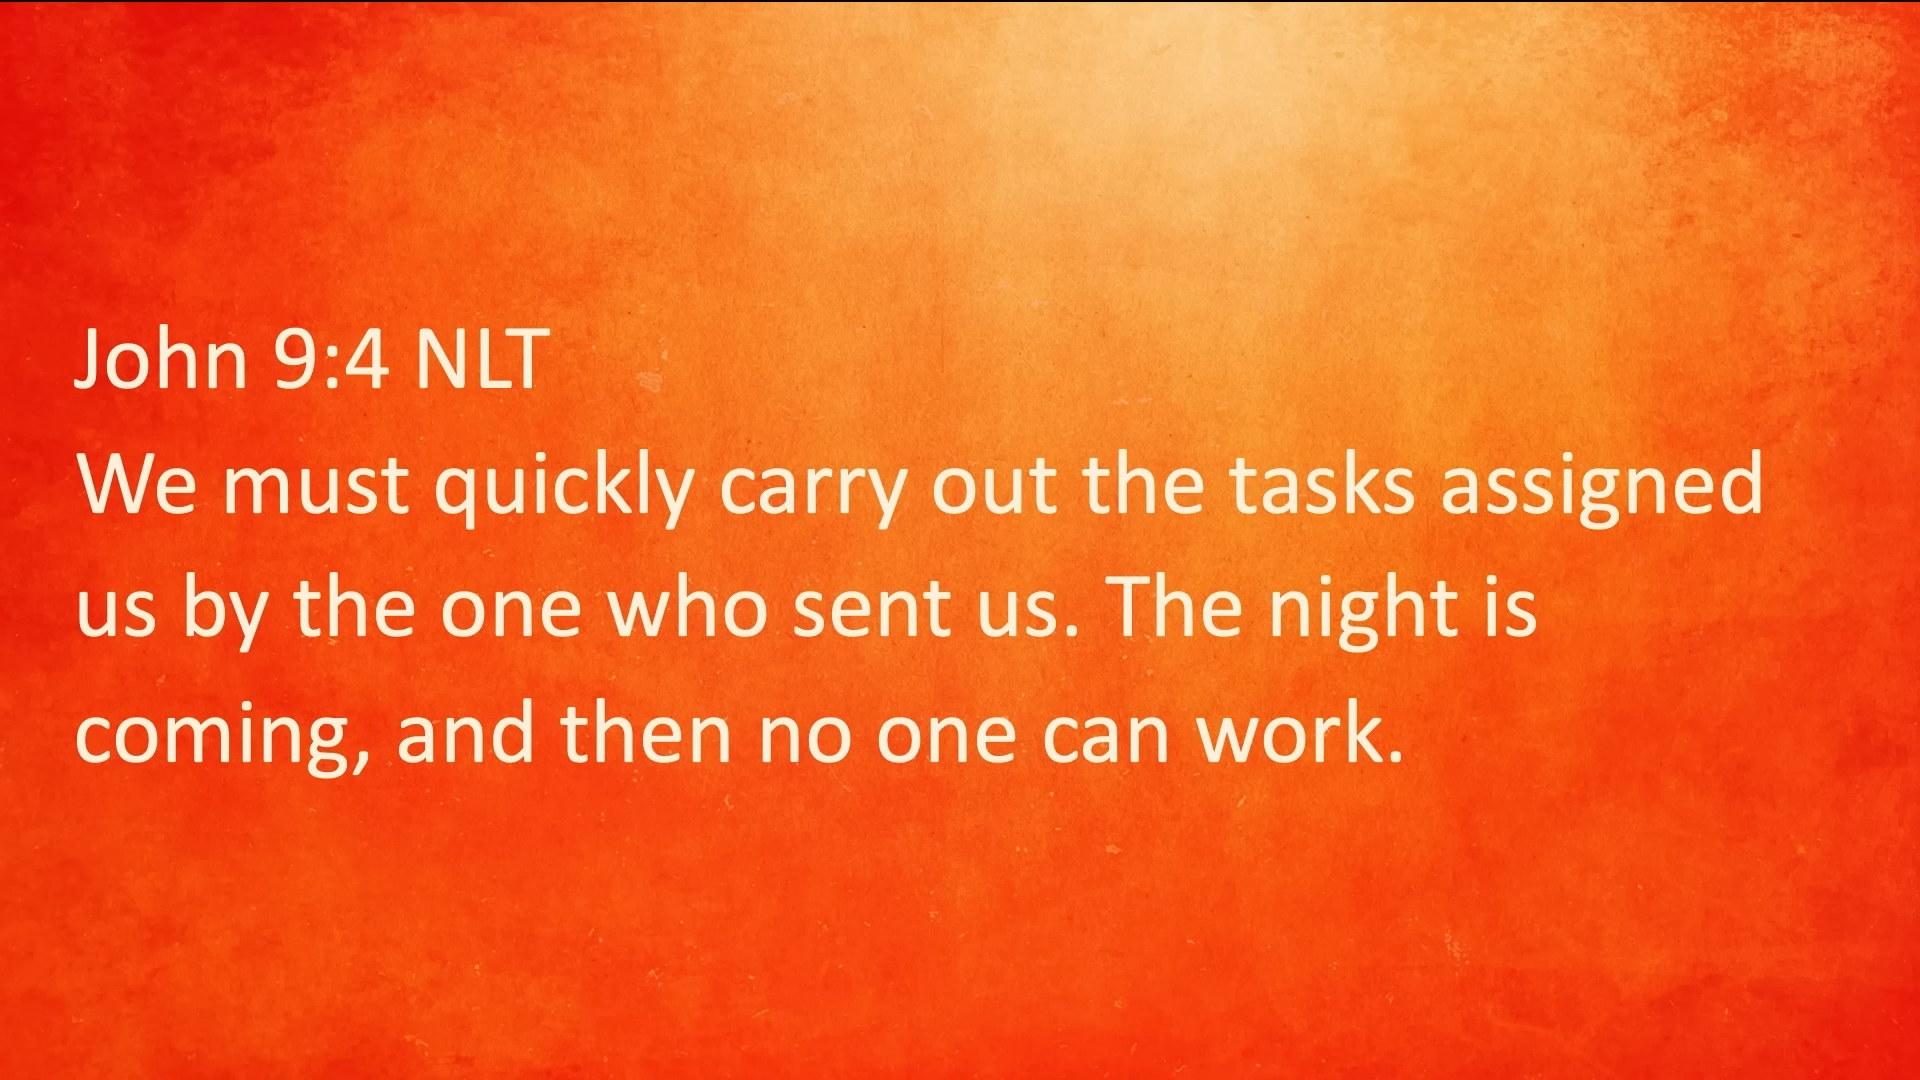 John 9:4 NLT
We must quickly carry out the tasks assigned
us by the one who sent us. The night is
coming, and then no one can work.